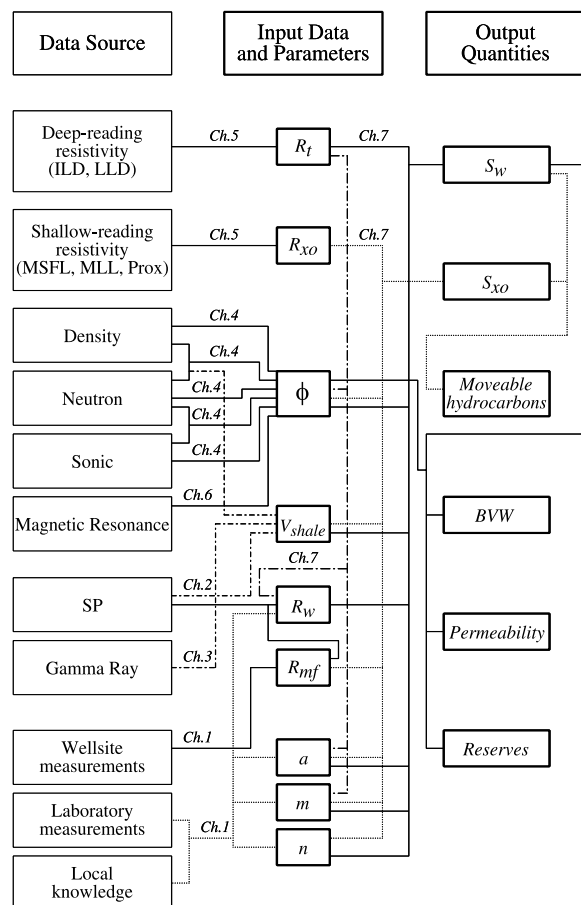 Data Source
Input Data
and Parameters
Output
Quantities
Deep-reading
resistivity
(ILD, LLD)
Ch.5
R_t
Ch.7
S_w
Shallow-reading
resistivity
(MSFL, MLL, Prox)
Ch.5
R_xo
Ch.7
S_xo
Density
Ch.4
Ch.4
Neutron
Ch.4
Ch.4
Sonic
Ch.4
ϕ
Moveable
hydrocarbons
Magnetic Resonance
Ch.6
V_shale
BVW
Ch.7
SP
Ch.2
R_w
Permeability
Gamma Ray
Ch.3
R_mf
Wellsite
measurements
Ch.1
a
Reserves
Laboratory
measurements
m
Ch.1
Local
knowledge
n